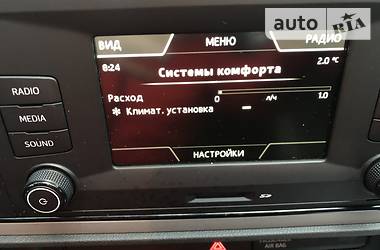 auto RIA
ВИД МЕНЮ РАДИО
8:24 2.0°C
Системы комфорта
Расход 0 л/ч 1.0
Климат. установка
НАСТРОЙКИ
RADIO
MEDIA
SOUND
AIR BAG